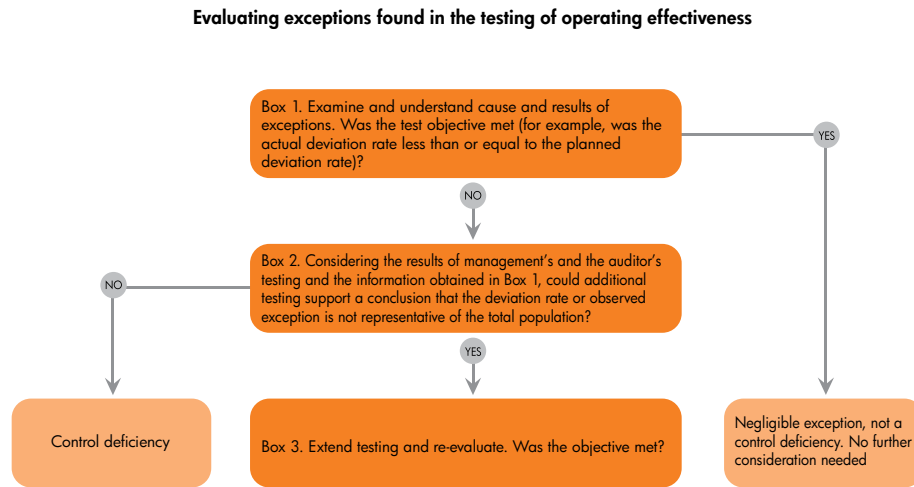 Evaluating exceptions found in the testing of operating effectiveness
Box 1. Examine and understand cause and results of
exceptions. Was the test objective met (for example, was the
actual deviation rate less than or equal to the planned
deviation rate)?
YES
NO
Box 2. Considering the results of management’s and the auditor’s
testing and the information obtained in Box 1, could additional
testing support a conclusion that the deviation rate or observed
exception is not representative of the total population?
NO
YES
Control deficiency
Box 3. Extend testing and re-evaluate. Was the objective met?
Negligible exception, not a
control deficiency. No further
consideration needed